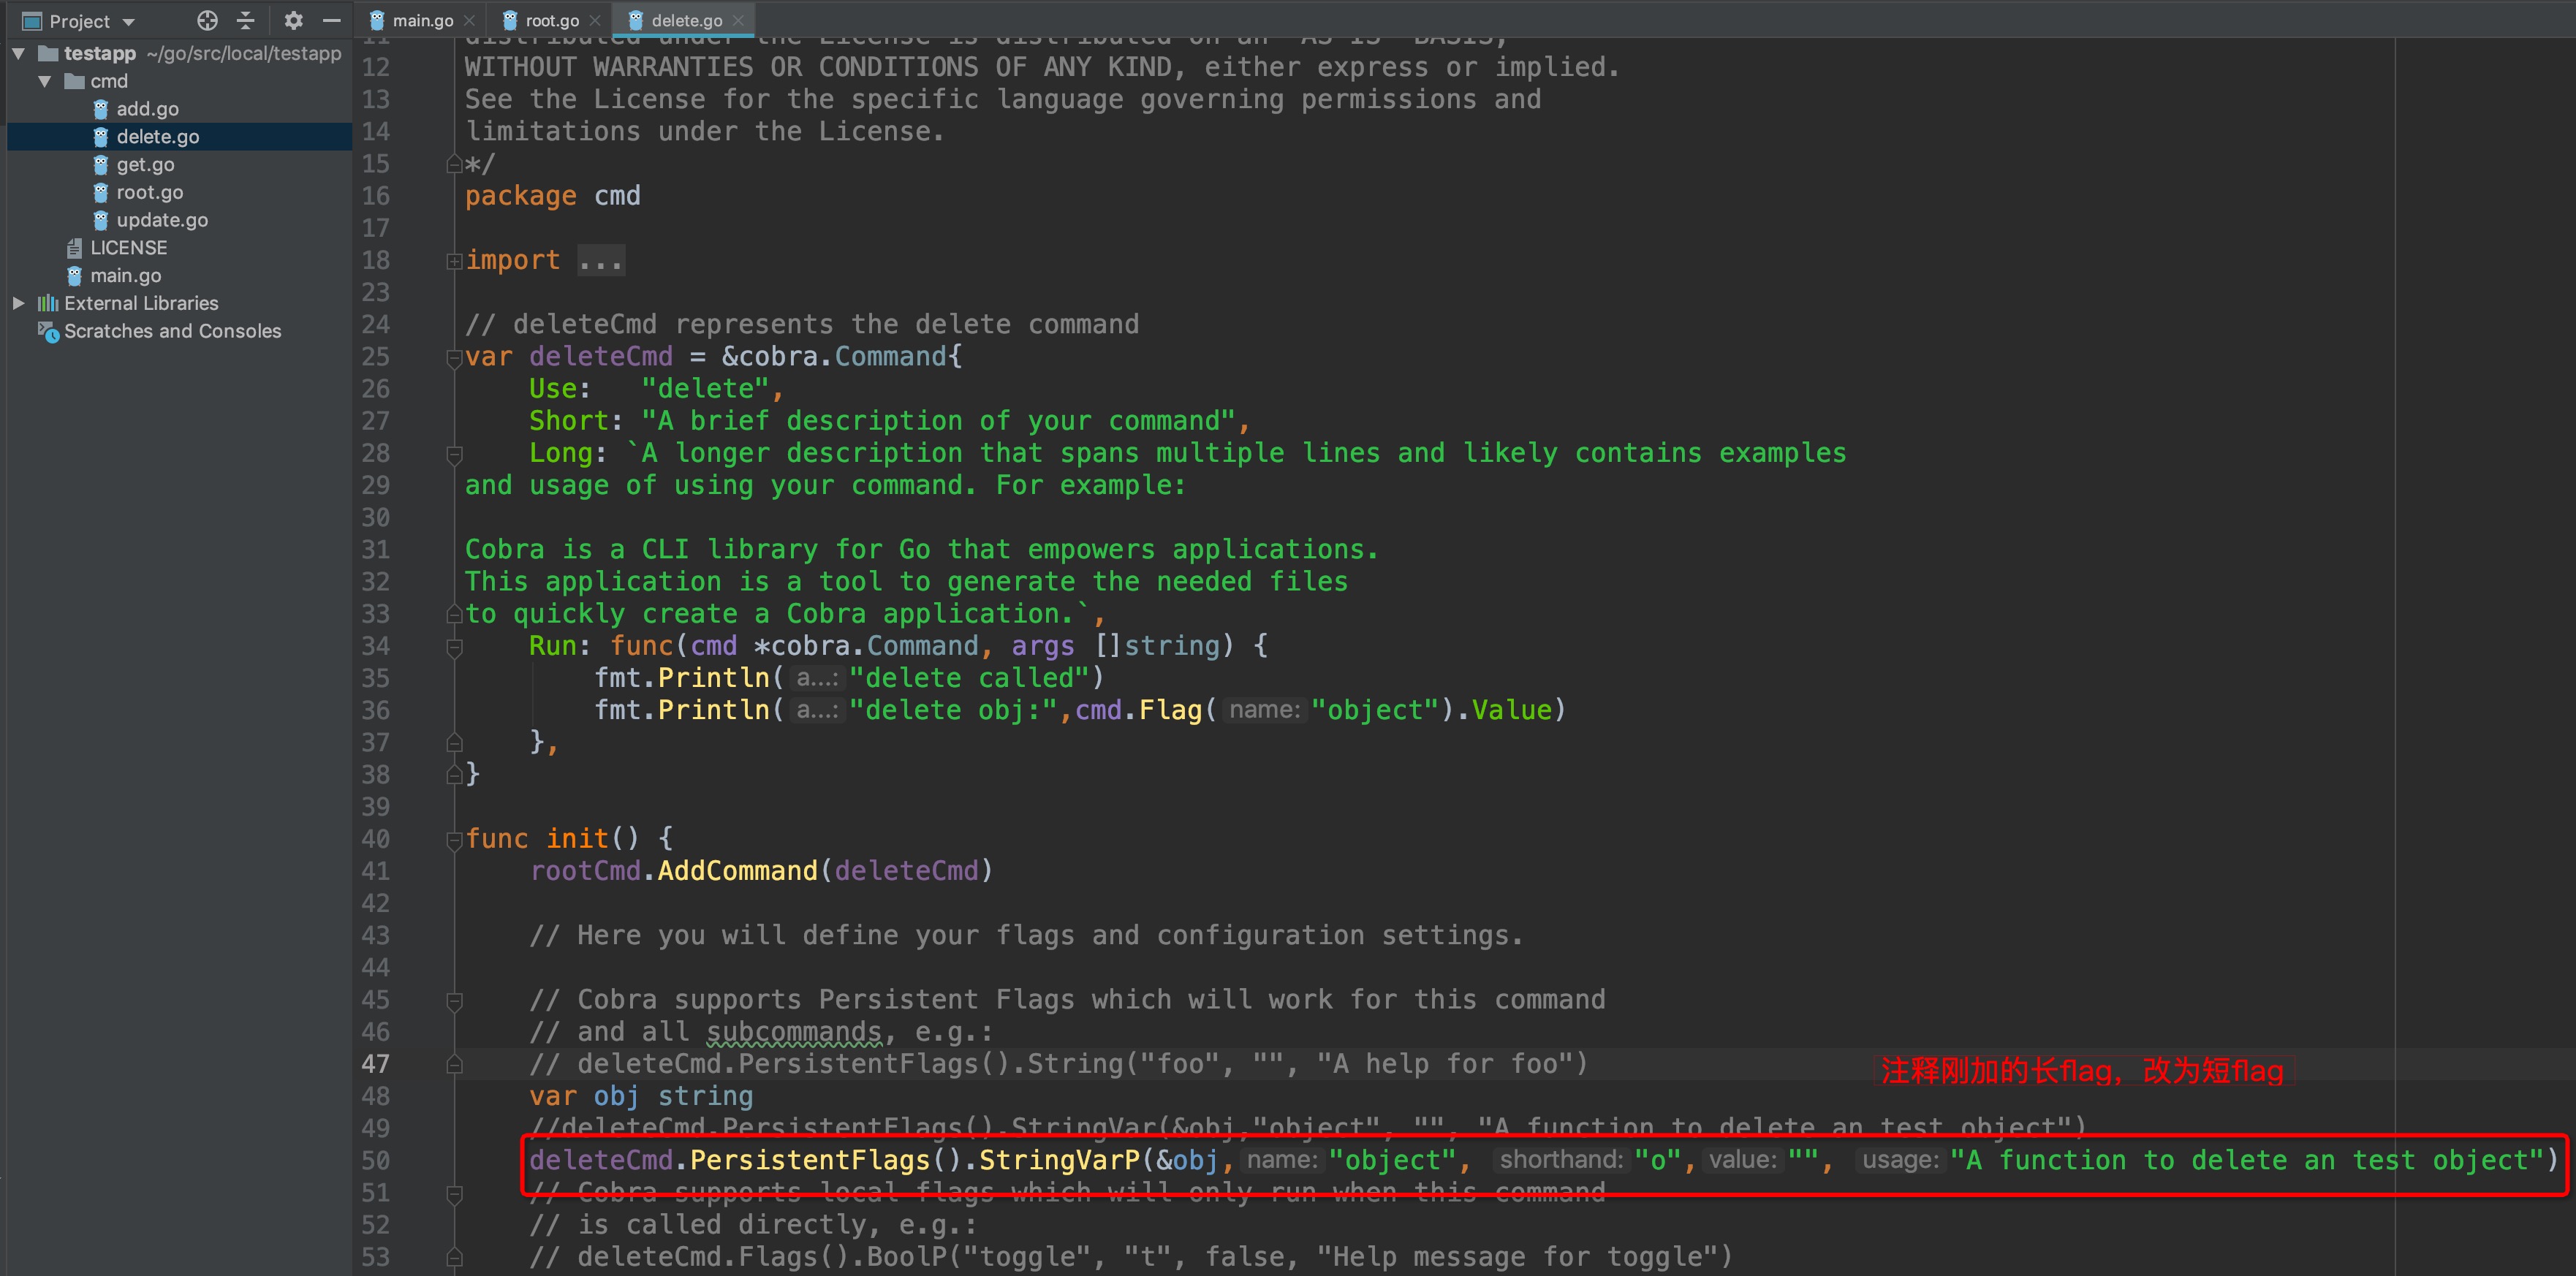 Project
main.go
root.go
delete.go
testapp ~/go/src/local/testapp
cmd
add.go
delete.go
get.go
root.go
update.go
LICENSE
main.go
External Libraries
Scratches and Consoles
11 distributed under the License is distributed on an "AS IS" BASIS,
12 WITHOUT WARRANTIES OR CONDITIONS OF ANY KIND, either express or implied.
13 See the License for the specific language governing permissions and
14 limitations under the License.
15 */
16 package cmd
17
18 import ...
23
24 // deleteCmd represents the delete command
25 var deleteCmd = &cobra.Command{
26 Use:   "delete",
27 Short: "A brief description of your command",
28 Long: `A longer description that spans multiple lines and likely contains examples
29 and usage of using your command. For example:
30
31 Cobra is a CLI library for Go that empowers applications.
32 This application is a tool to generate the needed files
33 to quickly create a Cobra application.`,
34 Run: func(cmd *cobra.Command, args []string) {
35 fmt.Println( a...: "delete called")
36 fmt.Println( a...: "delete obj:",cmd.Flag( name: "object").Value)
37 },
38 }
39
40 func init() {
41 rootCmd.AddCommand(deleteCmd)
42
43 // Here you will define your flags and configuration settings.
44
45 // Cobra supports Persistent Flags which will work for this command
46 // and all subcommands, e.g.:
47 // deleteCmd.PersistentFlags().String("foo", "", "A help for foo")
注释刚加的长flag，改为短flag
48 var obj string
49 //deleteCmd.PersistentFlags().StringVar(&obj,"object", "", "A function to delete an test object")
50 deleteCmd.PersistentFlags().StringVarP(&obj, name: "object", shorthand: "o", value: "", usage: "A function to delete an test object")
51 // Cobra supports local flags which will only run when this command
52 // is called directly, e.g.:
53 // deleteCmd.Flags().BoolP("toggle", "t", false, "Help message for toggle")